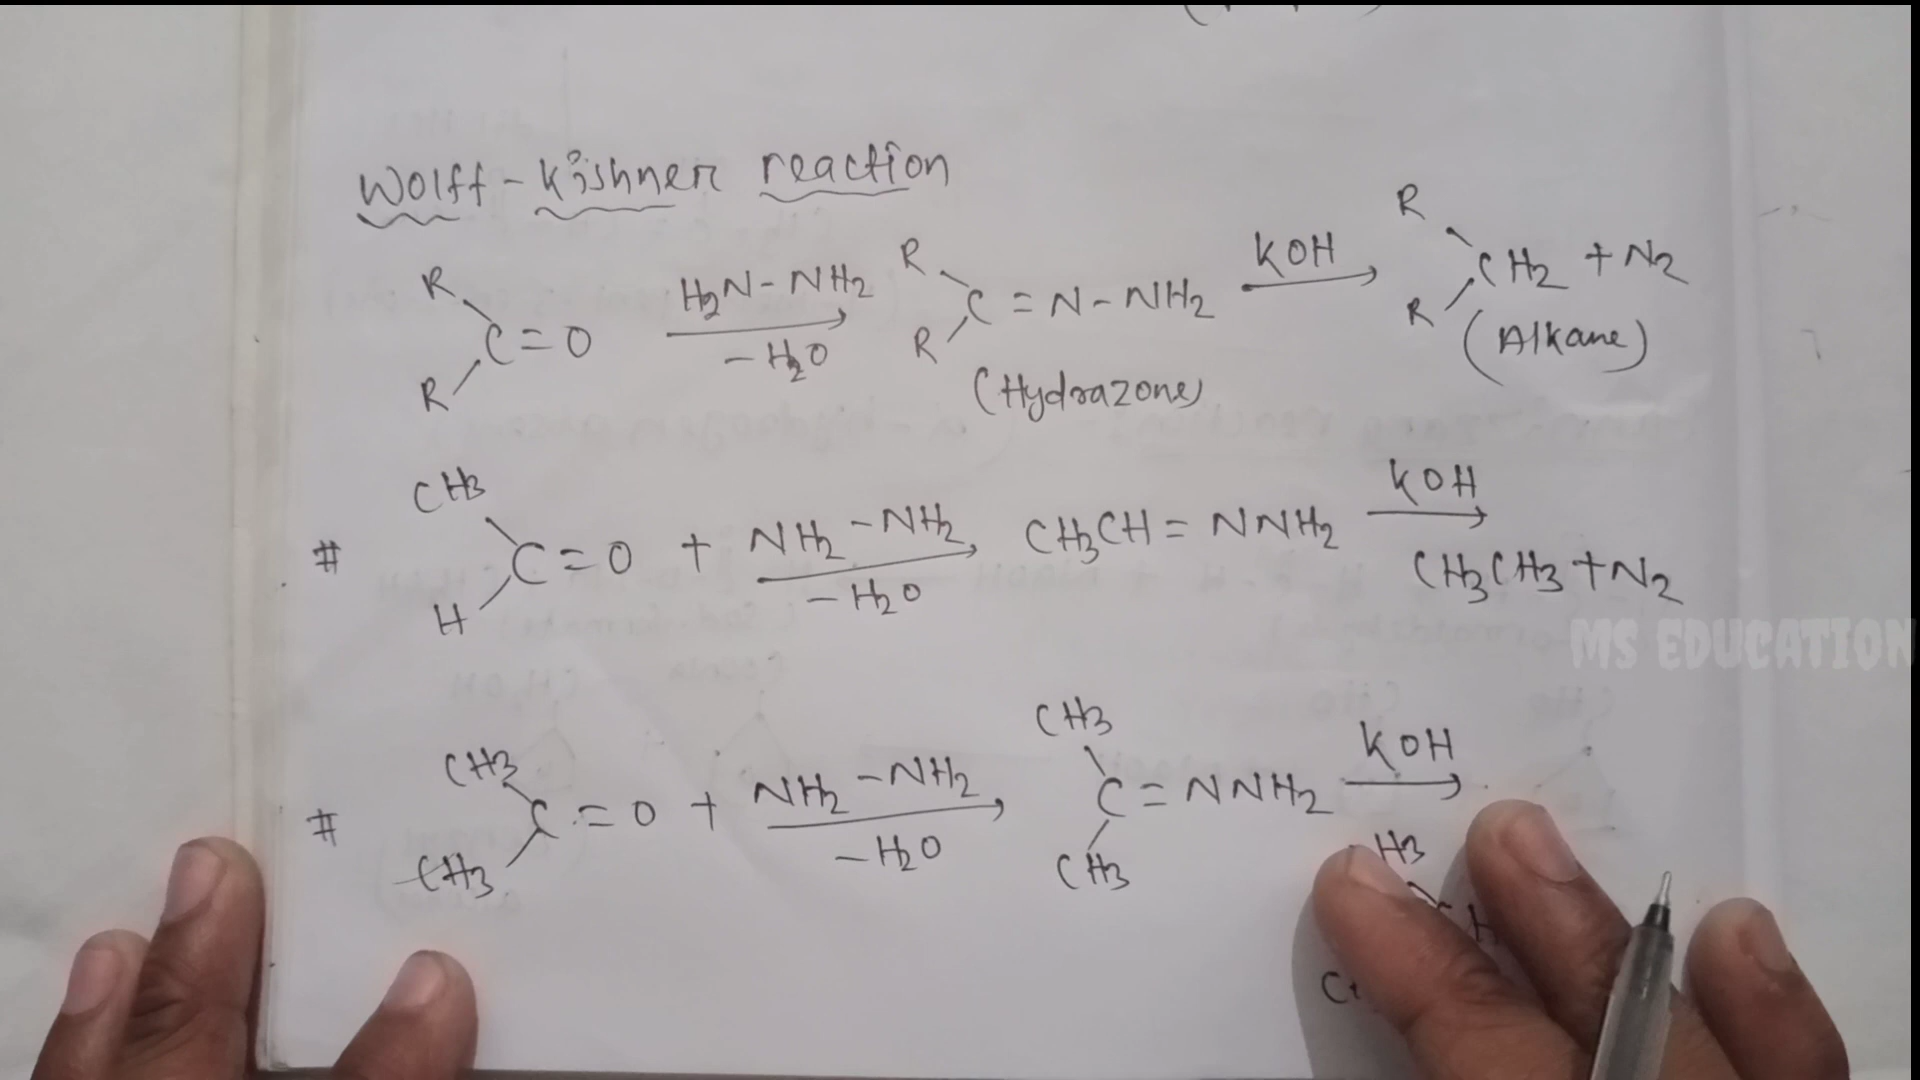 Wolff-Kishner reaction
R
R
C=O
H2N-NH2
-H2O
R
R
C=N-NH2
(Hydrazone)
KOH
R
R
CH2 + N2
(Alkane)
#
CH3
H
C=O + NH2-NH2
-H2O
CH3CH=NNH2
KOH
CH3CH3+N2
MS EDUCATION
#
CH3
CH3
C=O + NH2-NH2
-H2O
CH3
CH3
C=NNH2
KOH
H3